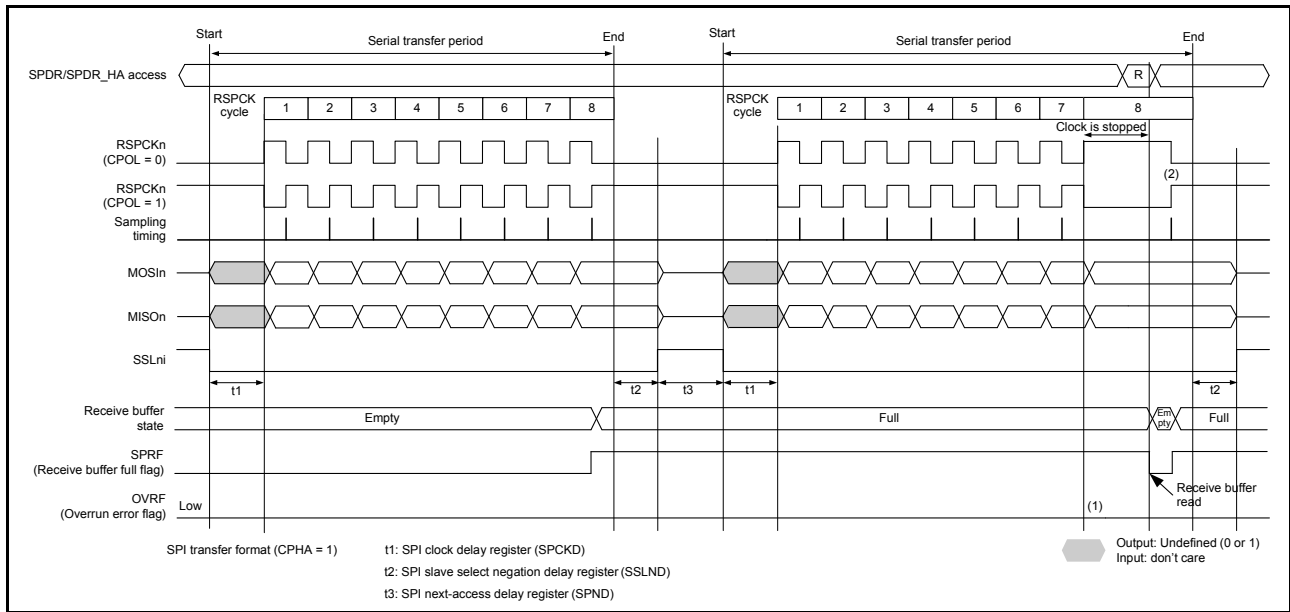 Start
Serial transfer period
End
Start
Serial transfer period
End
SPDR/SPDR_HA access
R
RSPCK
cycle
1 2 3 4 5 6 7 8
RSPCK
cycle
1 2 3 4 5 6 7 8
Clock is stopped
RSPCKn
(CPOL = 0)
(2)
RSPCKn
(CPOL = 1)
Sampling
timing
MOSIn
MISOn
SSLni
t1
t2
t3
t1
t2
Receive buffer
state
Empty
Full
Em
pty
Full
SPRF
(Receive buffer full flag)
Receive buffer
read
OVRF
(Overrun error flag)
Low
(1)
SPI transfer format (CPHA = 1)
t1: SPI clock delay register (SPCKD)
t2: SPI slave select negation delay register (SSLND)
t3: SPI next-access delay register (SPND)
Output: Undefined (0 or 1)
Input: don't care